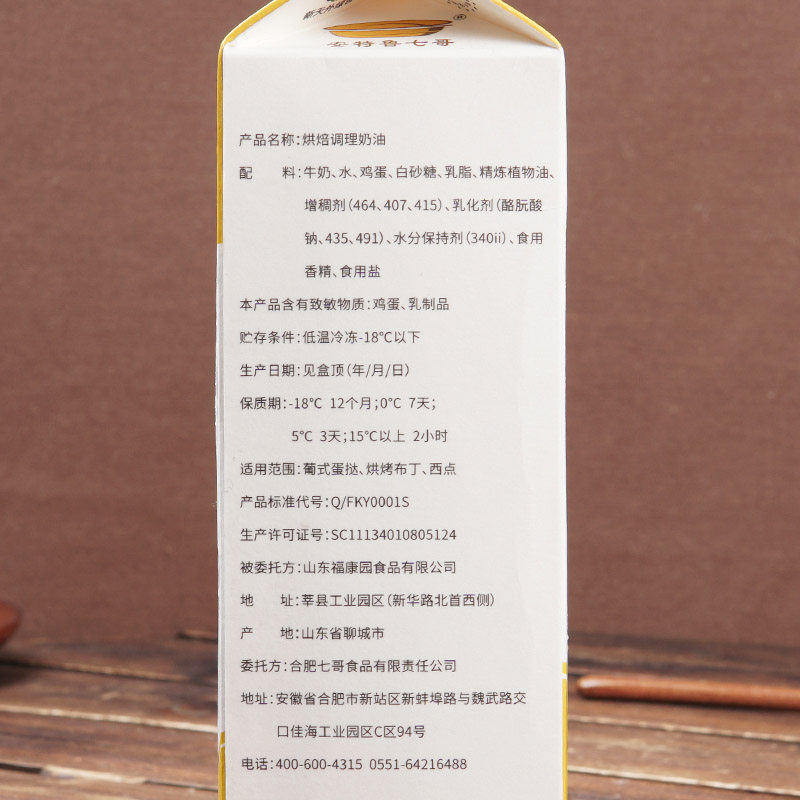 ®
安特鲁七哥
产品名称:烘焙调理奶油
配 料:牛奶、水、鸡蛋、白砂糖、乳脂、精炼植物油、
增稠剂(464、407、415)、乳化剂(酪朊酸
钠、435、491)、水分保持剂(340ii)、食用
香精、食用盐
本产品含有致敏物质:鸡蛋、乳制品
贮存条件:低温冷冻-18℃以下
生产日期:见盒顶(年/月/日)
保质期:-18℃ 12个月;0℃ 7天;
5℃ 3天;15℃以上 2小时
适用范围:葡式蛋挞、烘烤布丁、西点
产品标准代号:Q/FKY0001S
生产许可证号:SC11134010805124
被委托方:山东福康园食品有限公司
地 址:莘县工业园区(新华路北首西侧)
产 地:山东省聊城市
委托方:合肥七哥食品有限责任公司
地址:安徽省合肥市新站区新蚌埠路与魏武路交
口佳海工业园区C区94号
电话:400-600-4315 0551-64216488